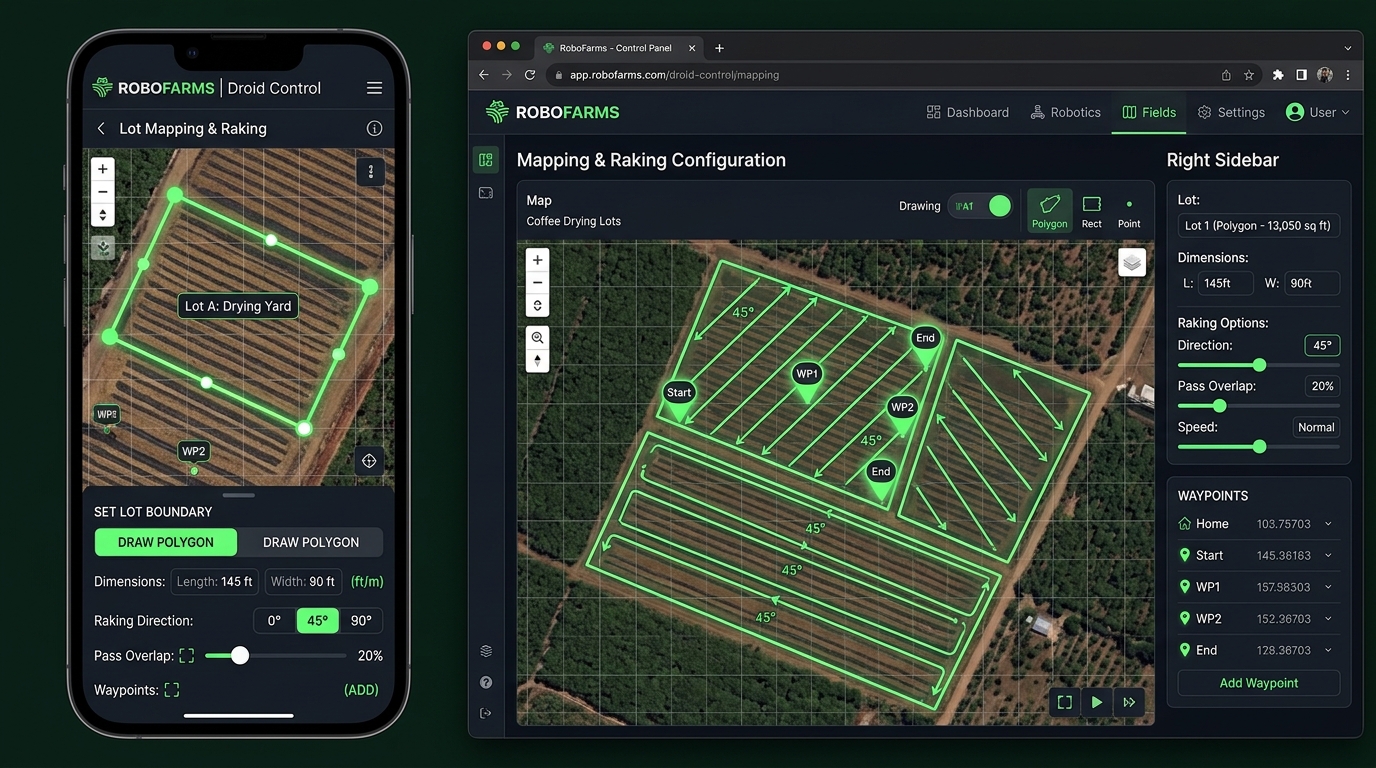 ROBOFARMS | Droid Control
Lot Mapping & Raking
Lot A: Drying Yard
WP2
SET LOT BOUNDARY
DRAW POLYGON
DRAW POLYGON
Dimensions: Length: 145 ft Width: 90 ft (ft/m)
Raking Direction: 0° 45° 90°
Pass Overlap: 20%
Waypoints: (ADD)
RoboFarms - Control Panel
app.robofarms.com/droid-control/mapping
ROBOFARMS
Dashboard
Robotics
Fields
Settings
User
Mapping & Raking Configuration
Map
Coffee Drying Lots
Drawing
Polygon
Rect
Point
45°
End
WP1
Start
WP2
45°
End
45°
45°
45°
Right Sidebar
Lot:
Lot 1 (Polygon - 13,050 sq ft)
Dimensions:
L: 145ft W: 90ft
Raking Options:
Direction: 45°
Pass Overlap: 20%
Speed: Normal
WAYPOINTS
Home 103.75703
Start
WP1
WP2 152.36703
End 128.36703
Add Waypoint